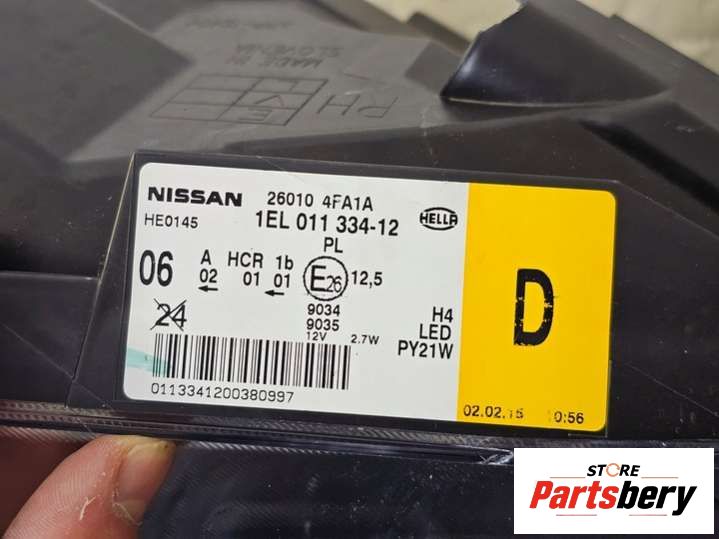 MADE IN
SLOVENIA
PH
E
V
NISSAN 26010 4FA1A
HE0145 1EL 011 334-12 HELLA
PL
06 A HCR 1b E26 12,5
02 01 01
24 9034 H4
9035 LED
12V 2.7W PY21W
0113341200380997
D
02.02.15 10:56
STORE
Partsbery